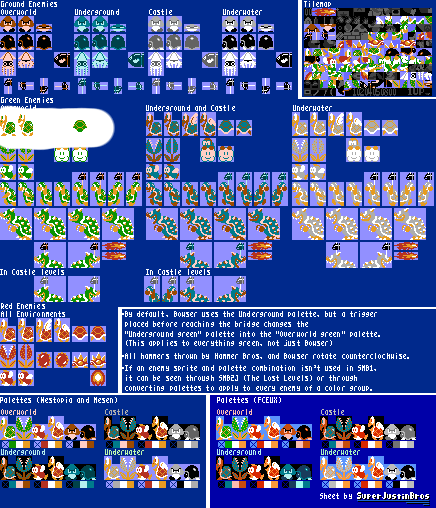 Ground Enemies
Overworld
Underground
Castle
Underwater
Tilemap
Green Enemies
Underground and Castle
Underwater
In Castle levels
In Castle levels
Red Enemies
All Environments
•By default, Bowser uses the Underground palette, but a trigger
placed before reaching the bridge changes the
"Underground green" palette into the "Overworld green" palette.
(This applies to everything green, not just Bowser)
•All hammers thrown by Hammer Bros. and Bowser rotate counterclockwise.
•If an enemy sprite and palette combination isn't used in SMB1,
it can be seen through SMB2J (The Lost Levels) or through
converting palettes to apply to every enemy of a color group.
Palettes (Nestopia and Mesen)
Overworld
Castle
Underground
Underwater
Palettes (FCEUX)
Overworld
Castle
Underground
Underwater
Sheet by SuperJustinBros